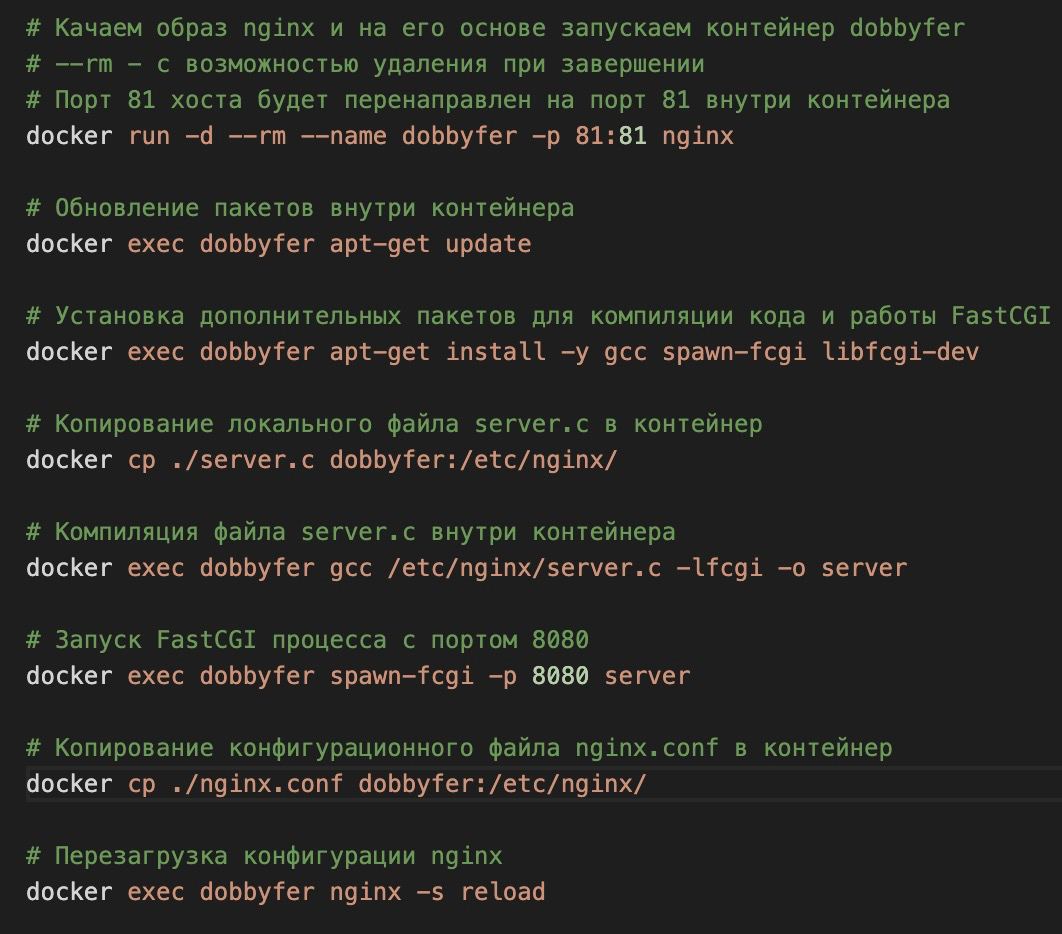 # Качаем образ nginx и на его основе запускаем контейнер dobbyfer
# --rm - с возможностью удаления при завершении
# Порт 81 хоста будет перенаправлен на порт 81 внутри контейнера
docker run -d --rm --name dobbyfer -p 81:81 nginx
# Обновление пакетов внутри контейнера
docker exec dobbyfer apt-get update
# Установка дополнительных пакетов для компиляции кода и работы FastCGI
docker exec dobbyfer apt-get install -y gcc spawn-fcgi libfcgi-dev
# Копирование локального файла server.c в контейнер
docker cp ./server.c dobbyfer:/etc/nginx/
# Компиляция файла server.c внутри контейнера
docker exec dobbyfer gcc /etc/nginx/server.c -lfcgi -o server
# Запуск FastCGI процесса с портом 8080
docker exec dobbyfer spawn-fcgi -p 8080 server
# Копирование конфигурационного файла nginx.conf в контейнер
docker cp ./nginx.conf dobbyfer:/etc/nginx/
# Перезагрузка конфигурации nginx
docker exec dobbyfer nginx -s reload